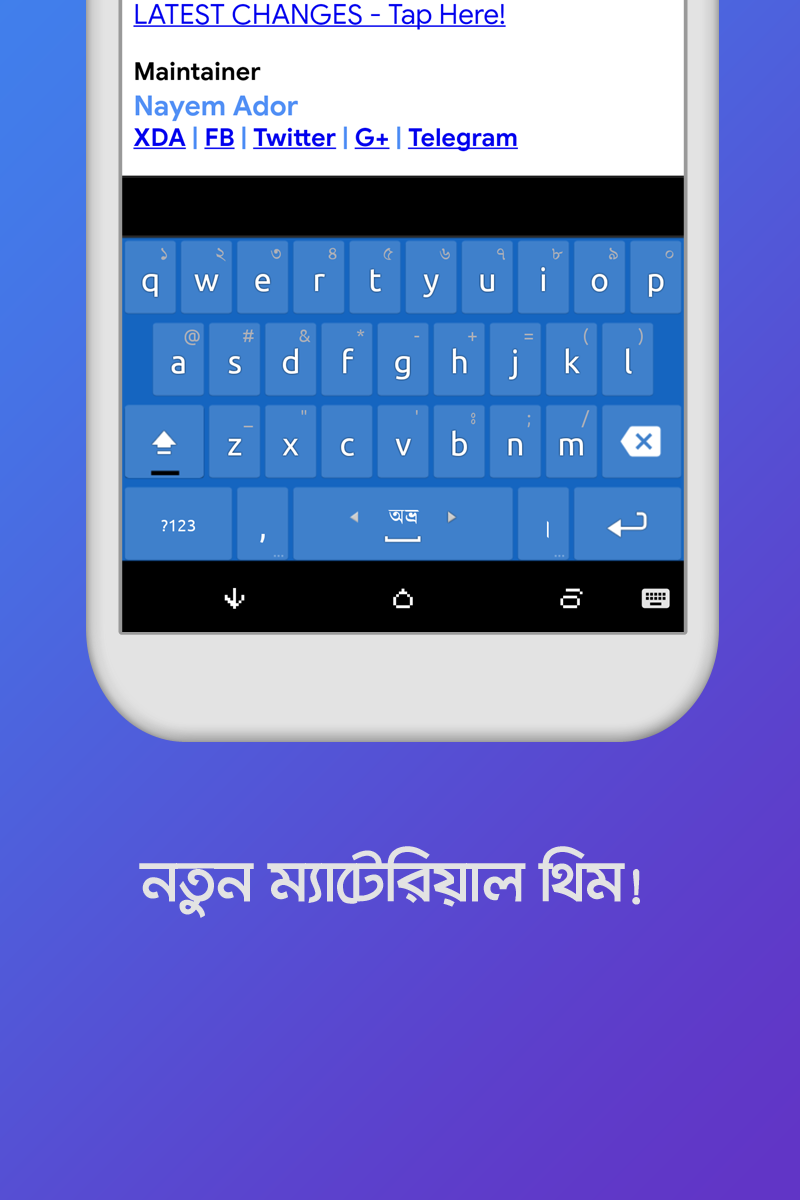 LATEST CHANGES - Tap Here!
Maintainer
Nayem Ador
XDA | FB | Twitter | G+ | Telegram
১ ২ ৩ ৪ ৫ ৬ ৭ ৮ ৯ ০
q w e r t y u i o p
@ # & * - + = ( )
a s d f g h j k l
_ " ' ঃ ; /
z x c v b n m
?123 , অভ্র ।
... ...
নতুন ম্যাটেরিয়াল থিম!